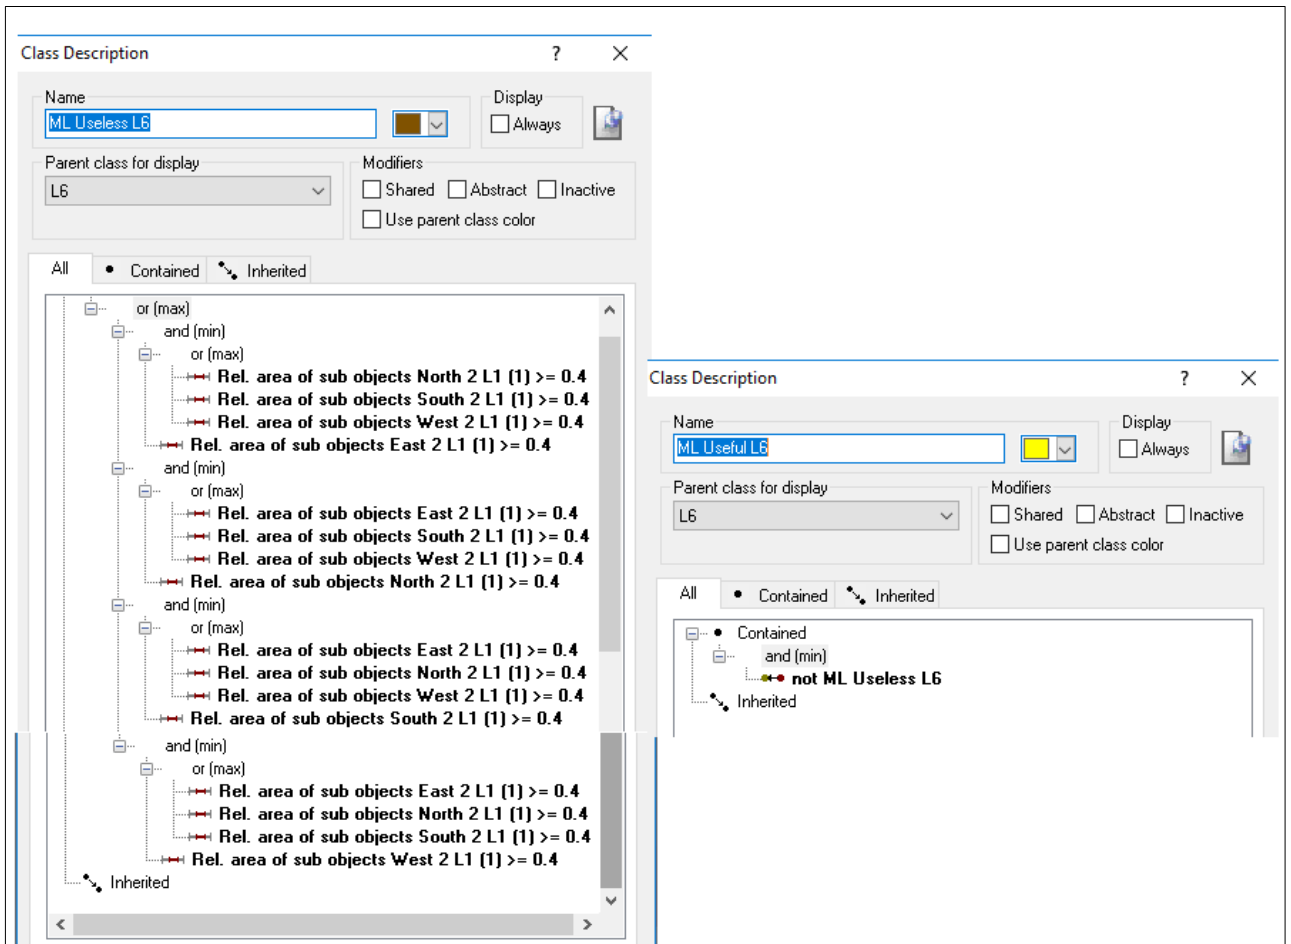 Class Description
?
Name
ML Useless L6
Display
Always
Parent class for display
L6
Modifiers
Shared
Abstract
Inactive
Use parent class color
All
Contained
Inherited
or (max)
and (min)
or (max)
Rel. area of sub objects North 2 L1 (1) >= 0.4
Rel. area of sub objects South 2 L1 (1) >= 0.4
Rel. area of sub objects West 2 L1 (1) >= 0.4
Rel. area of sub objects East 2 L1 (1) >= 0.4
and (min)
or (max)
Rel. area of sub objects East 2 L1 (1) >= 0.4
Rel. area of sub objects South 2 L1 (1) >= 0.4
Rel. area of sub objects West 2 L1 (1) >= 0.4
Rel. area of sub objects North 2 L1 (1) >= 0.4
and (min)
or (max)
Rel. area of sub objects East 2 L1 (1) >= 0.4
Rel. area of sub objects North 2 L1 (1) >= 0.4
Rel. area of sub objects West 2 L1 (1) >= 0.4
Rel. area of sub objects South 2 L1 (1) >= 0.4
and (min)
or (max)
Rel. area of sub objects East 2 L1 (1) >= 0.4
Rel. area of sub objects North 2 L1 (1) >= 0.4
Rel. area of sub objects South 2 L1 (1) >= 0.4
Rel. area of sub objects West 2 L1 (1) >= 0.4
Inherited
Class Description
?
Name
ML Useful L6
Display
Always
Parent class for display
L6
Modifiers
Shared
Abstract
Inactive
Use parent class color
All
Contained
Inherited
Contained
and (min)
not ML Useless L6
Inherited